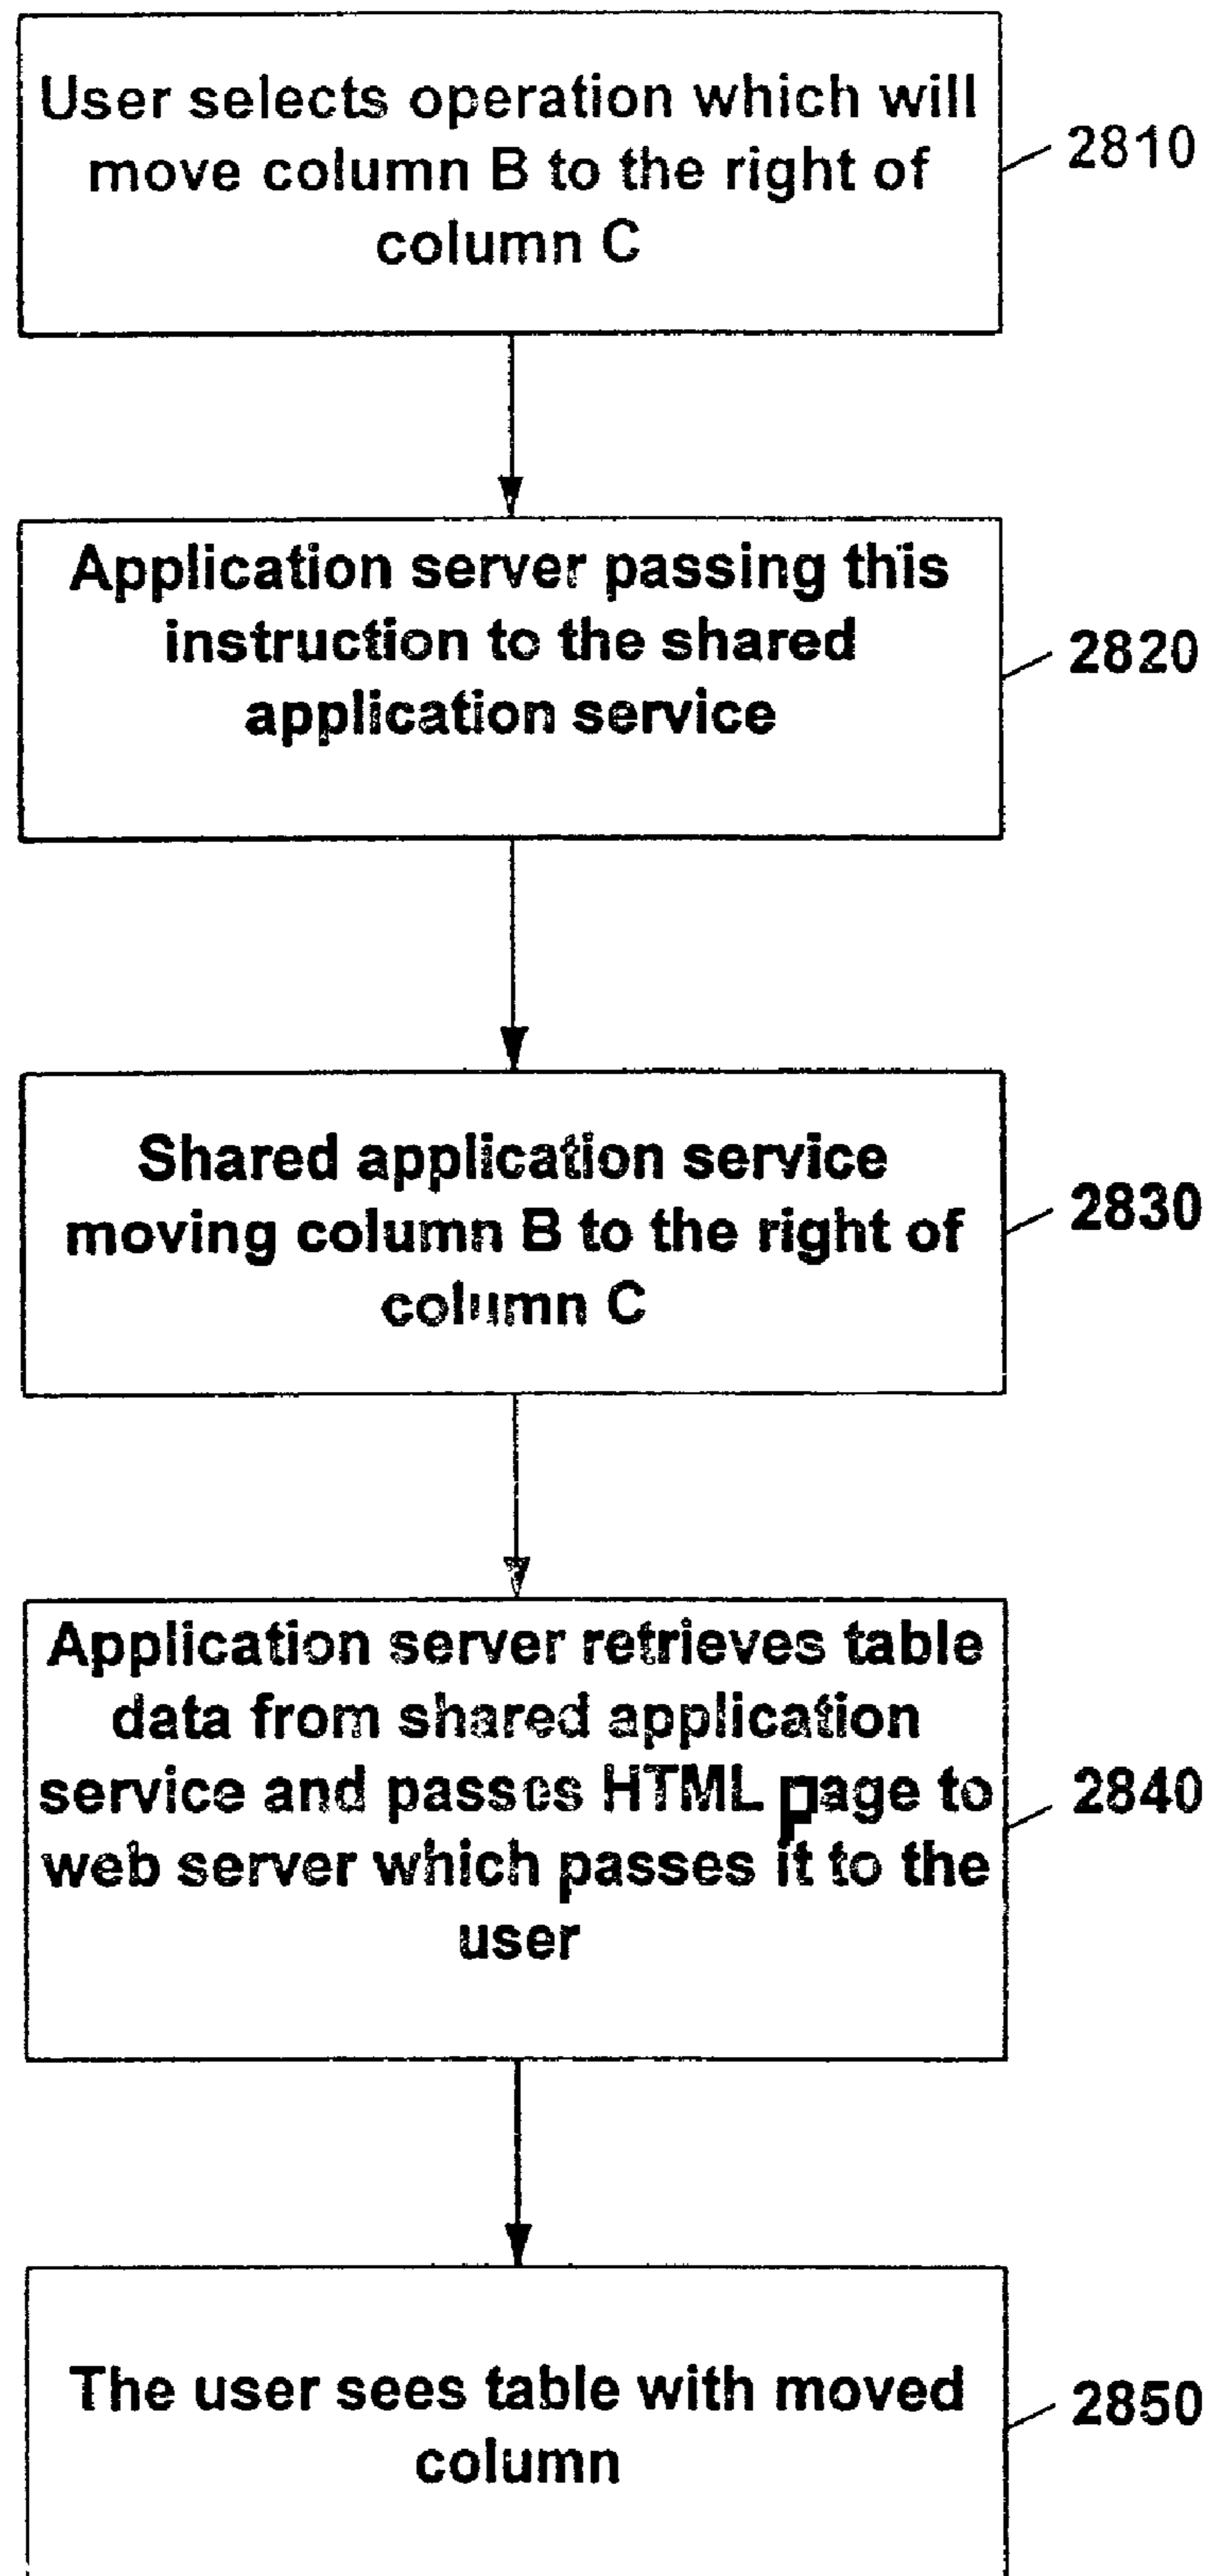 User selects operation which will
move column B to the right of
column C
2810
Application server passing this
instruction to the shared
application service
2820
Shared application service
moving column B to the right of
column C
2830
Application server retrieves table
data from shared application
service and passes HTML page to
web server which passes it to the
user
2840
The user sees table with moved
column
2850